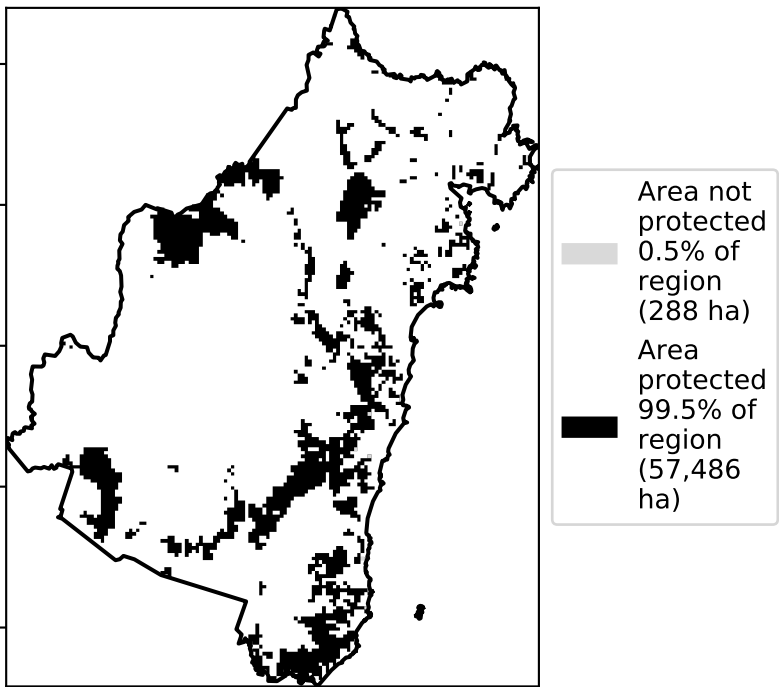 Area not
protected
0.5% of
region
(288 ha)
Area
protected
99.5% of
region
(57,486
ha)